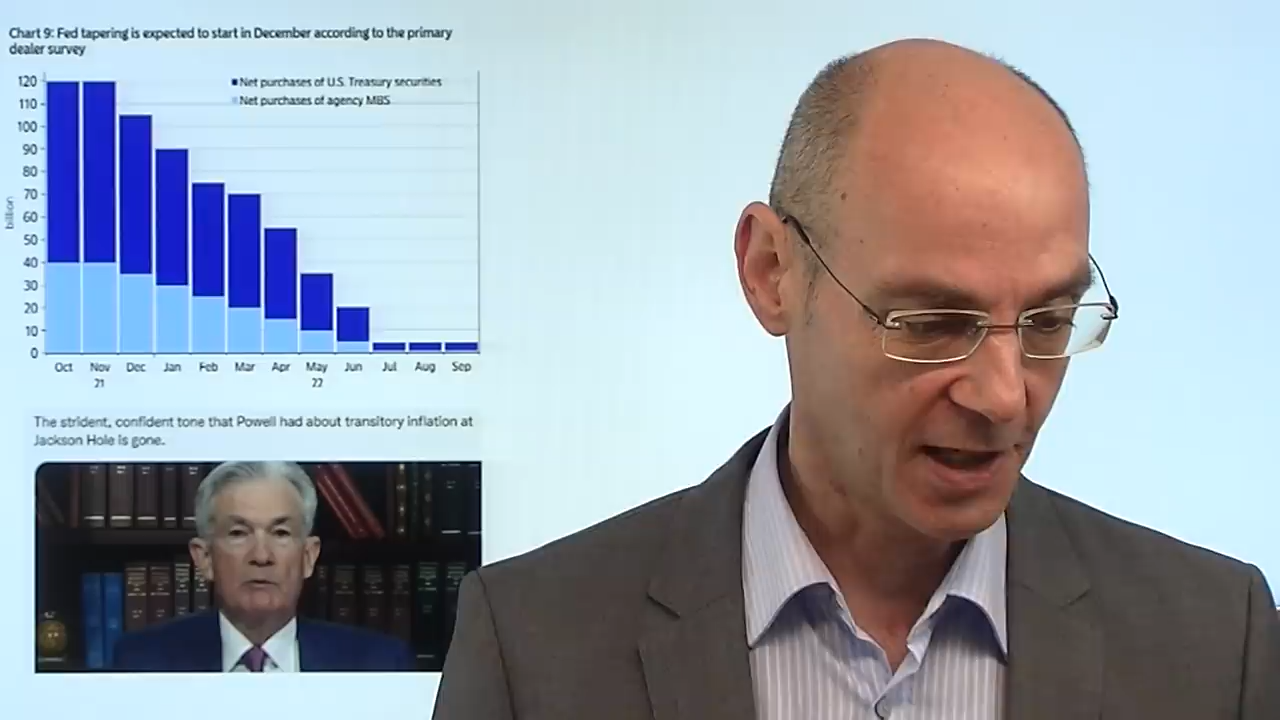 Chart 9: Fed tapering is expected to start in December according to the primary
dealer survey
120
110
100
90
80
70
60
50
40
30
20
10
0
billion
Net purchases of U.S. Treasury securities
Net purchases of agency MBS
Oct Nov Dec Jan Feb Mar Apr May Jun Jul Aug Sep
21 22
The strident, confident tone that Powell had about transitory inflation at
Jackson Hole is gone.